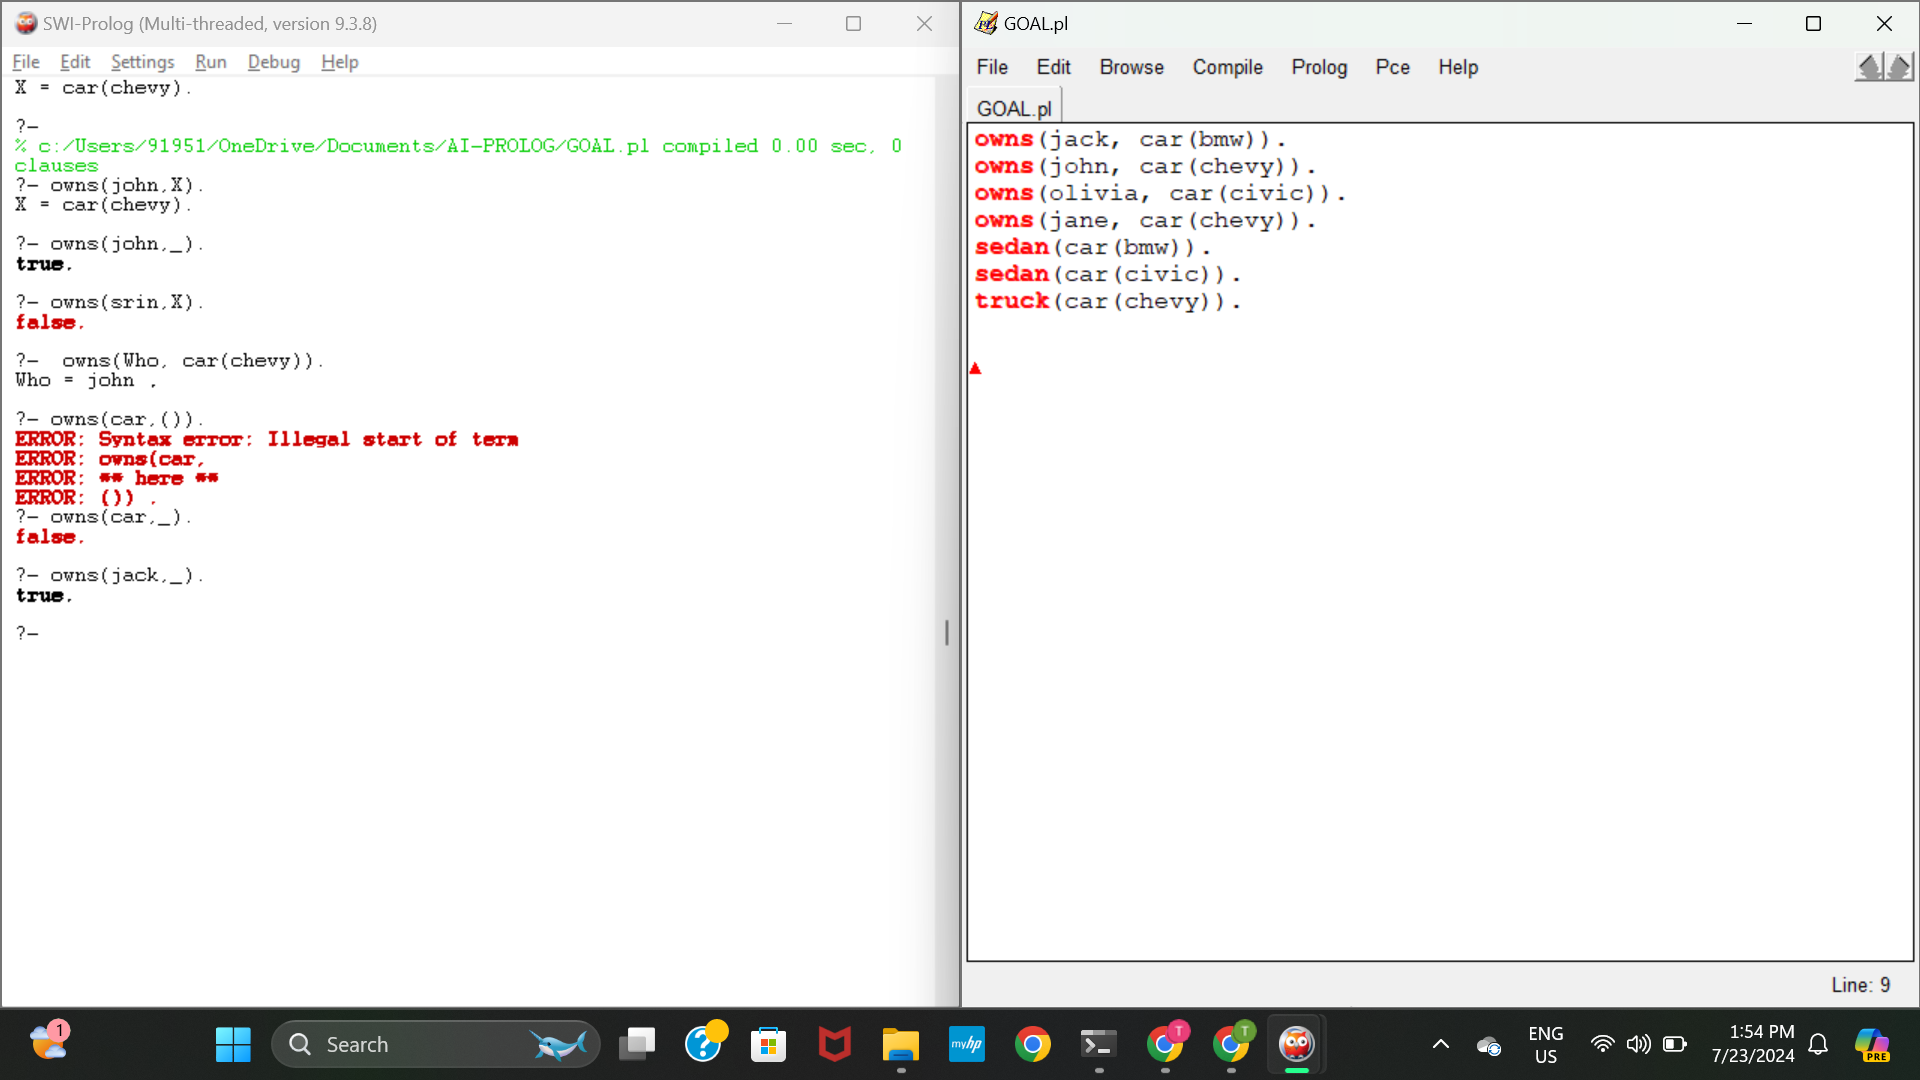 SWI-Prolog (Multi-threaded, version 9.3.8)
File Edit Settings Run Debug Help
X = car(chevy).
?-
% c:/Users/91951/OneDrive/Documents/AI-PROLOG/GOAL.pl compiled 0.00 sec, 0
clauses
?- owns(john,X).
X = car(chevy).
?- owns(john,_).
true.
?- owns(srin,X).
false.
?-  owns(Who, car(chevy)).
Who = john .
?- owns(car,()).
ERROR: Syntax error: Illegal start of term
ERROR: owns(car,
ERROR: ** here **
ERROR: ()) .
?- owns(car,_).
false.
?- owns(jack,_).
true.
?-
GOAL.pl
File Edit Browse Compile Prolog Pce Help
GOAL.pl
owns(jack, car(bmw)).
owns(john, car(chevy)).
owns(olivia, car(civic)).
owns(jane, car(chevy)).
sedan(car(bmw)).
sedan(car(civic)).
truck(car(chevy)).
Line: 9
1
Search
myhp
T
T
ENG
US
1:54 PM
7/23/2024
PRE